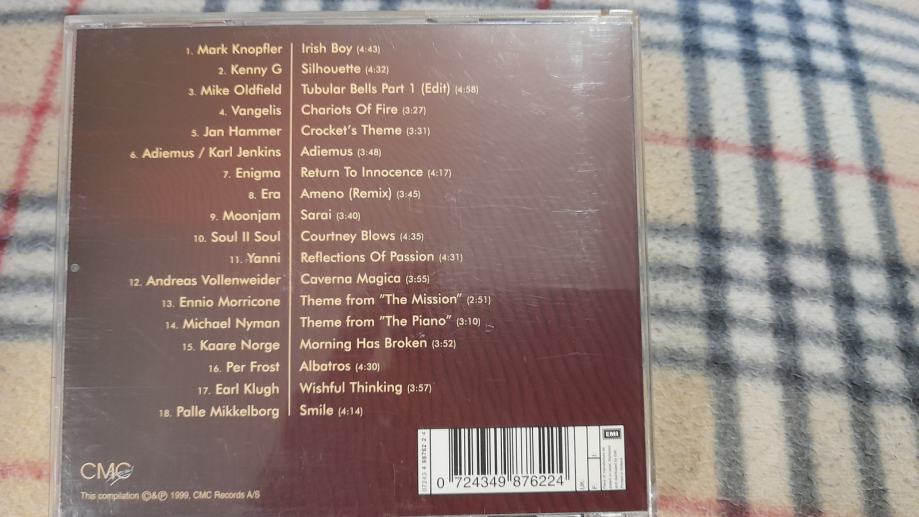 1. Mark Knopfler Irish Boy (4:43)
2. Kenny G Silhouette (4:32)
3. Mike Oldfield Tubular Bells Part 1 (Edit) (4:58)
4. Vangelis Chariots Of Fire (3:27)
5. Jan Hammer Crocket's Theme (3:31)
6. Adiemus / Karl Jenkins Adiemus (3:48)
7. Enigma Return To Innocence (4:17)
8. Era Ameno (Remix) (3:45)
9. Moonjam Sarai (3:40)
10. Soul II Soul Courtney Blows (4:35)
11. Yanni Reflections Of Passion (4:31)
12. Andreas Vollenweider Caverna Magica (3:55)
13. Ennio Morricone Theme from "The Mission" (2:51)
14. Michael Nyman Theme from "The Piano" (3:10)
15. Kaare Norge Morning Has Broken (3:52)
16. Per Frost Albatros (4:30)
17. Earl Klugh Wishful Thinking (3:57)
18. Palle Mikkelborg Smile (4:14)
CMC
This compilation ©&℗ 1999, CMC Records A/S
0 724349 876224
EMI
UK:
F: